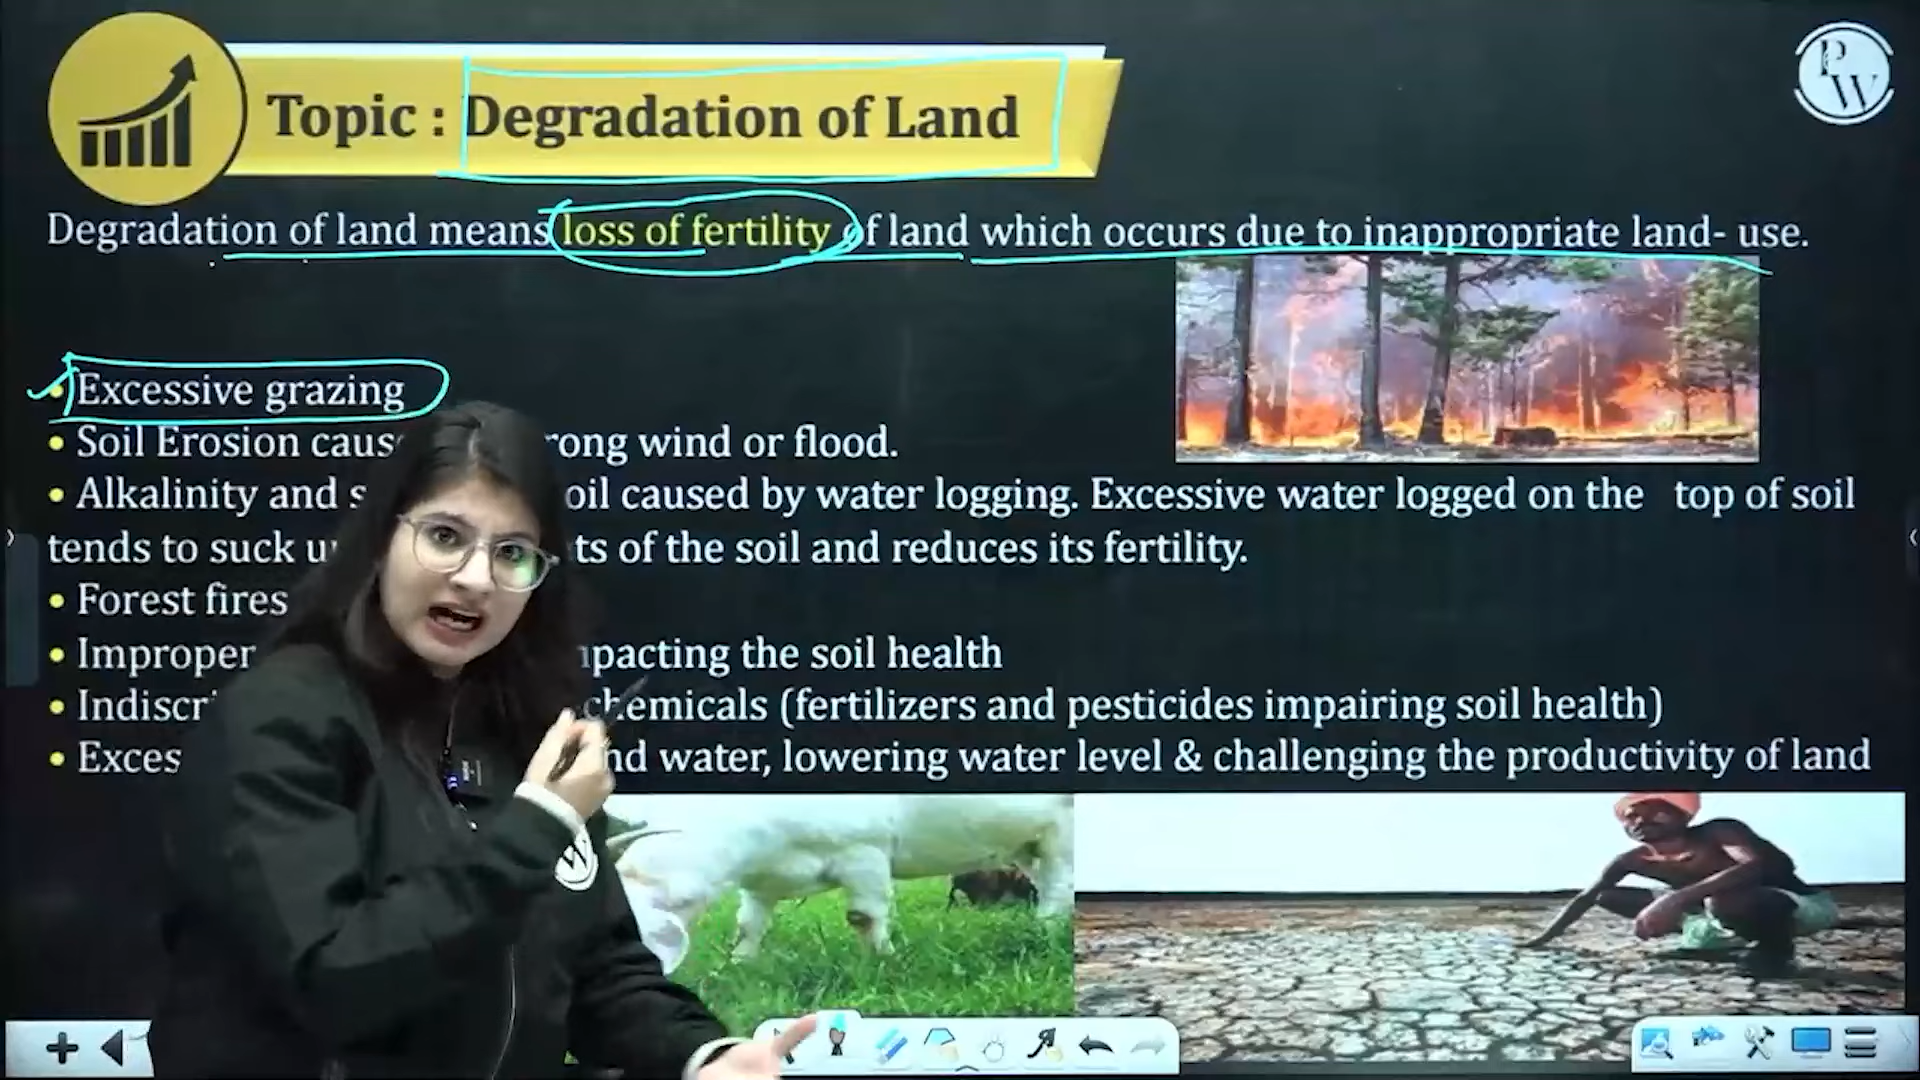 Topic : Degradation of Land
PW
Degradation of land means loss of fertility of land which occurs due to inappropriate land- use.
• Excessive grazing
• Soil Erosion rong wind or flood.
• Alkalinity and oil caused by water logging. Excessive water logged on the top of soil
tends to suck ts of the soil and reduces its fertility.
• Forest fires
• Improper mpacting the soil health
• chemicals (fertilizers and pesticides impairing soil health)
• nd water, lowering water level & challenging the productivity of land
W